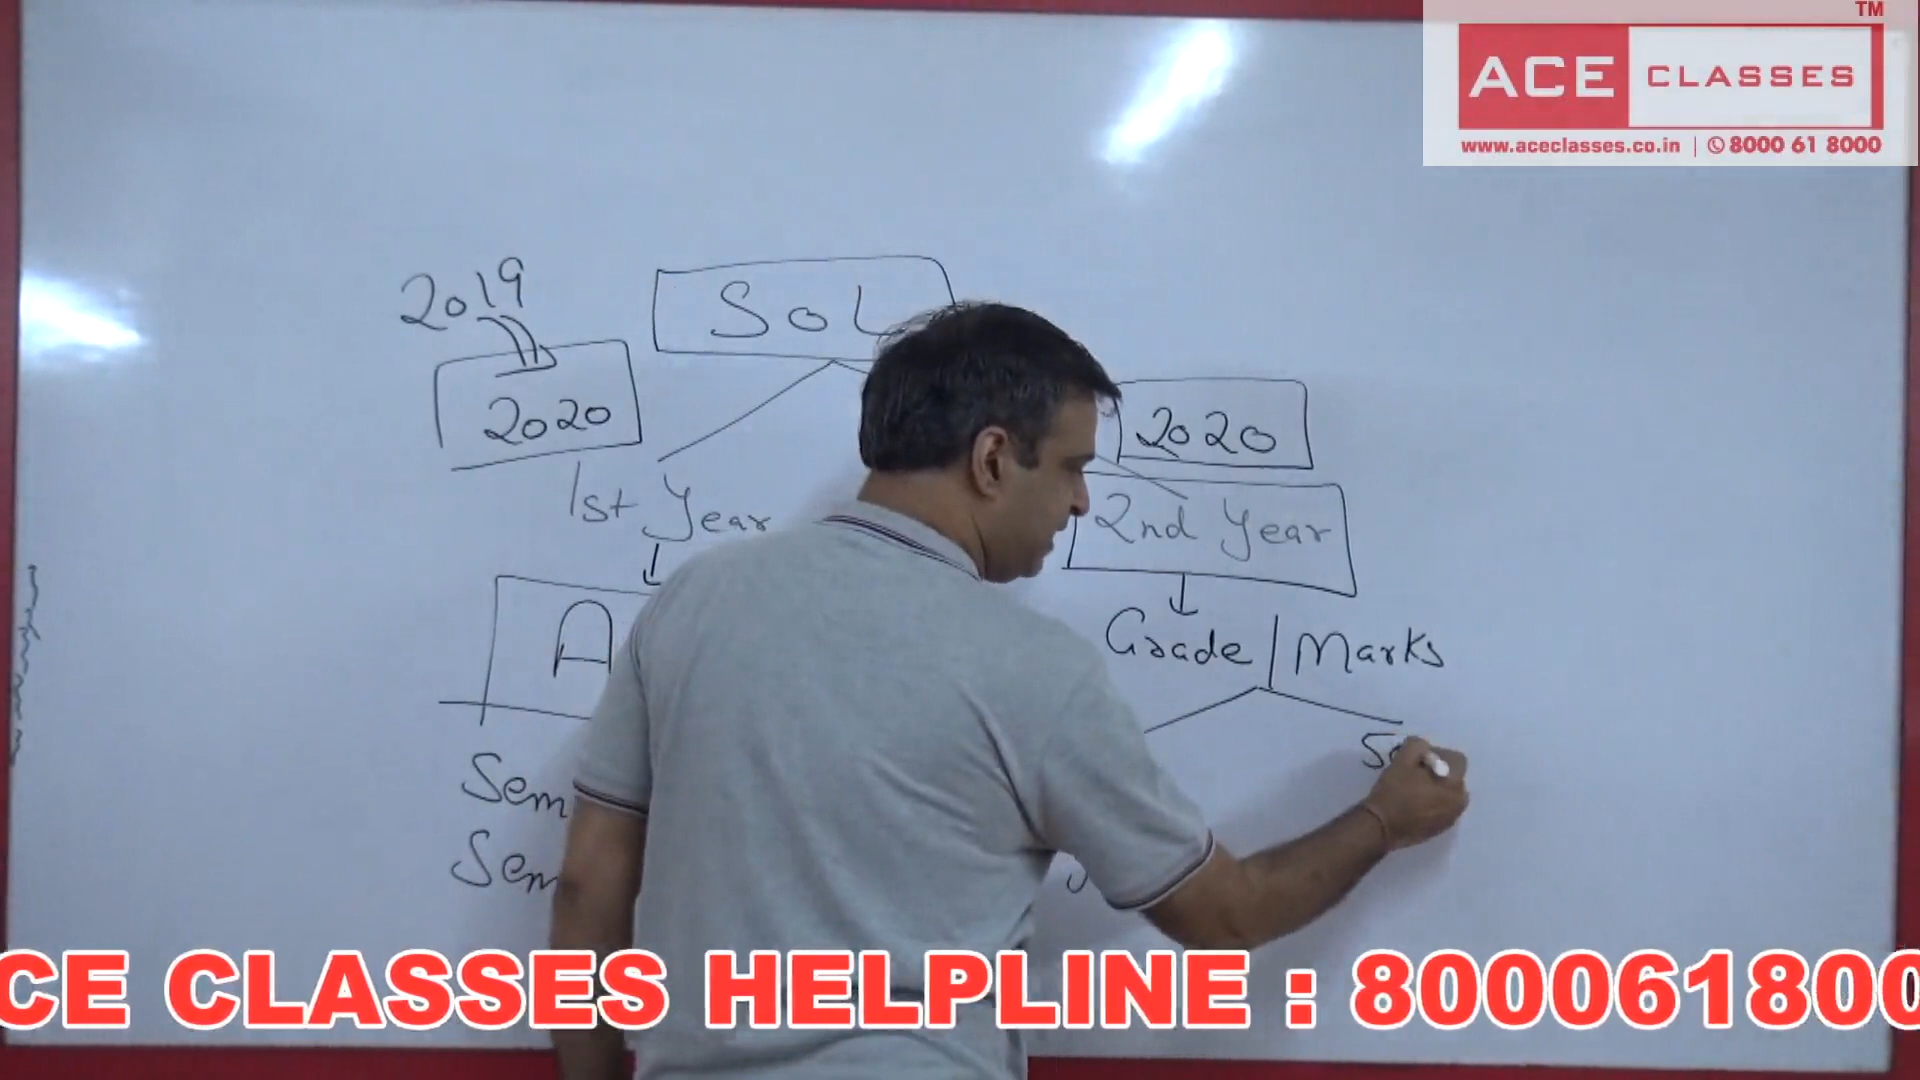 TM
ACE CLASSES
www.aceclasses.co.in | 8000 61 8000
2019
SOL
2020
2020
1st Year
2nd Year
A
Grade / Marks
Sem
Sem
CE CLASSES HELPLINE : 800061800